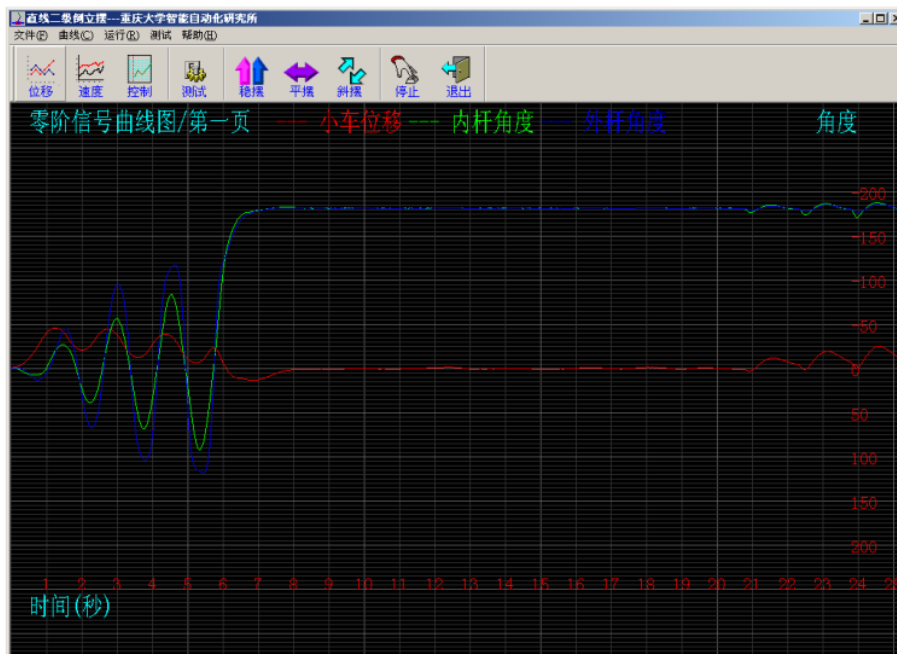 直线二级倒立摆---重庆大学智能自动化研究所
文件(F) 曲线(C) 运行(R) 测试 帮助(H)
位移 速度 控制 测试 稳摆 平摆 斜摆 停止 退出
零阶信号曲线图/第一页 --- 小车位移 --- 内杆角度 --- 外杆角度 角度
-200
-150
-100
-50
0
50
100
150
200
1 2 3 4 5 6 7 8 9 10 11 12 13 14 15 16 17 18 19 20 21 22 23 24 25
时间(秒)